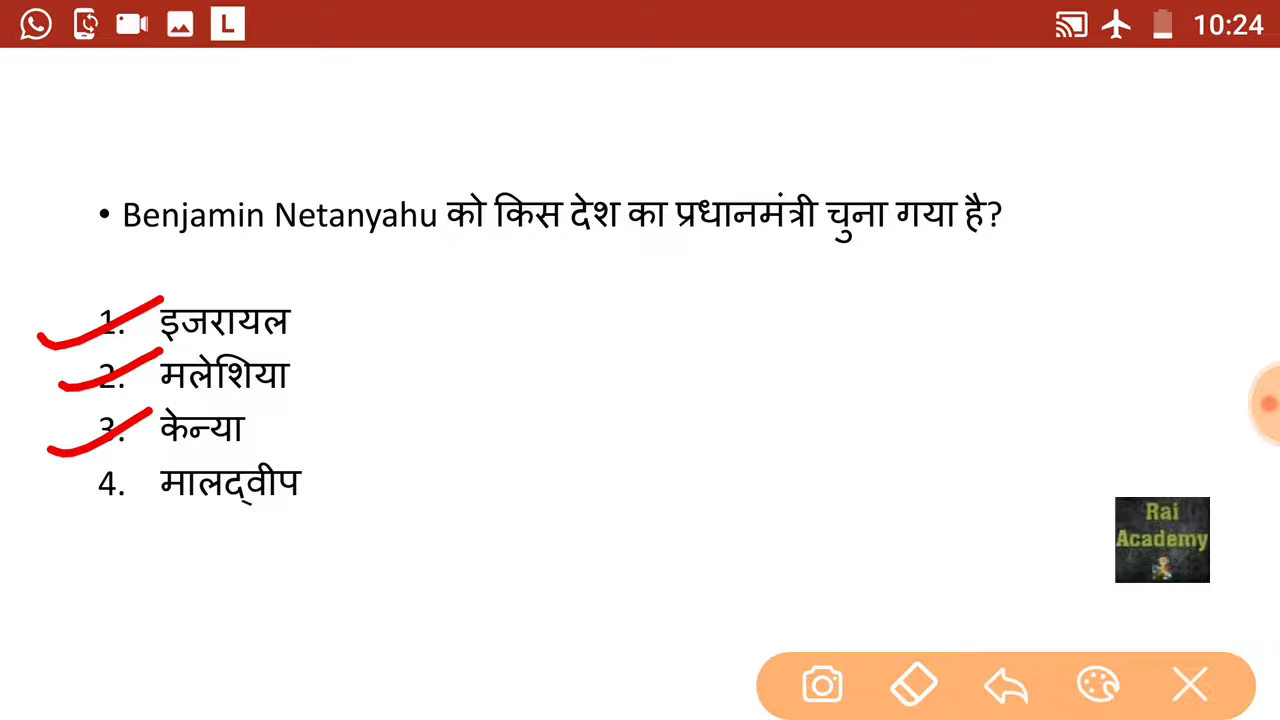 L 10:24
• Benjamin Netanyahu को किस देश का प्रधानमंत्री चुना गया है?
1. इजरायल
2. मलेशिया
3. केन्या
4. मालद्वीप
Rai
Academy